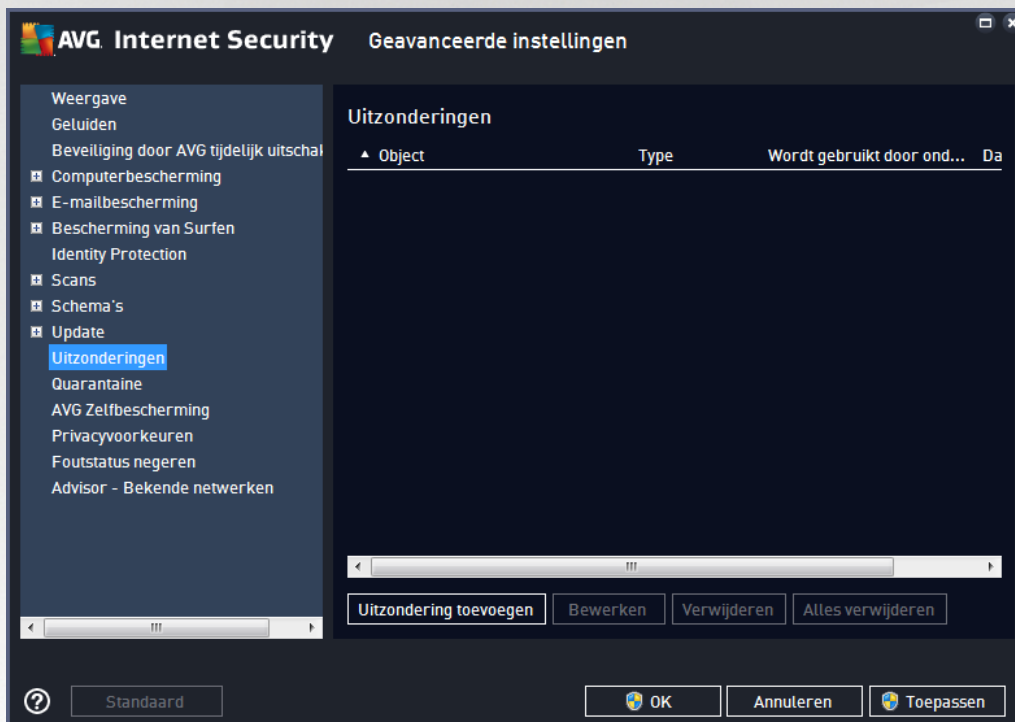 AVG Internet Security Geavanceerde instellingen
Weergave
Geluiden
Beveiliging door AVG tijdelijk uitschak
Computerbescherming
E-mailbescherming
Bescherming van Surfen
Identity Protection
Scans
Schema's
Update
Uitzonderingen
Quarantaine
AVG Zelfbescherming
Privacyvoorkeuren
Foutstatus negeren
Advisor - Bekende netwerken
Uitzonderingen
Object Type Wordt gebruikt door ond... Da
Uitzondering toevoegen Bewerken Verwijderen Alles verwijderen
? Standaard OK Annuleren Toepassen